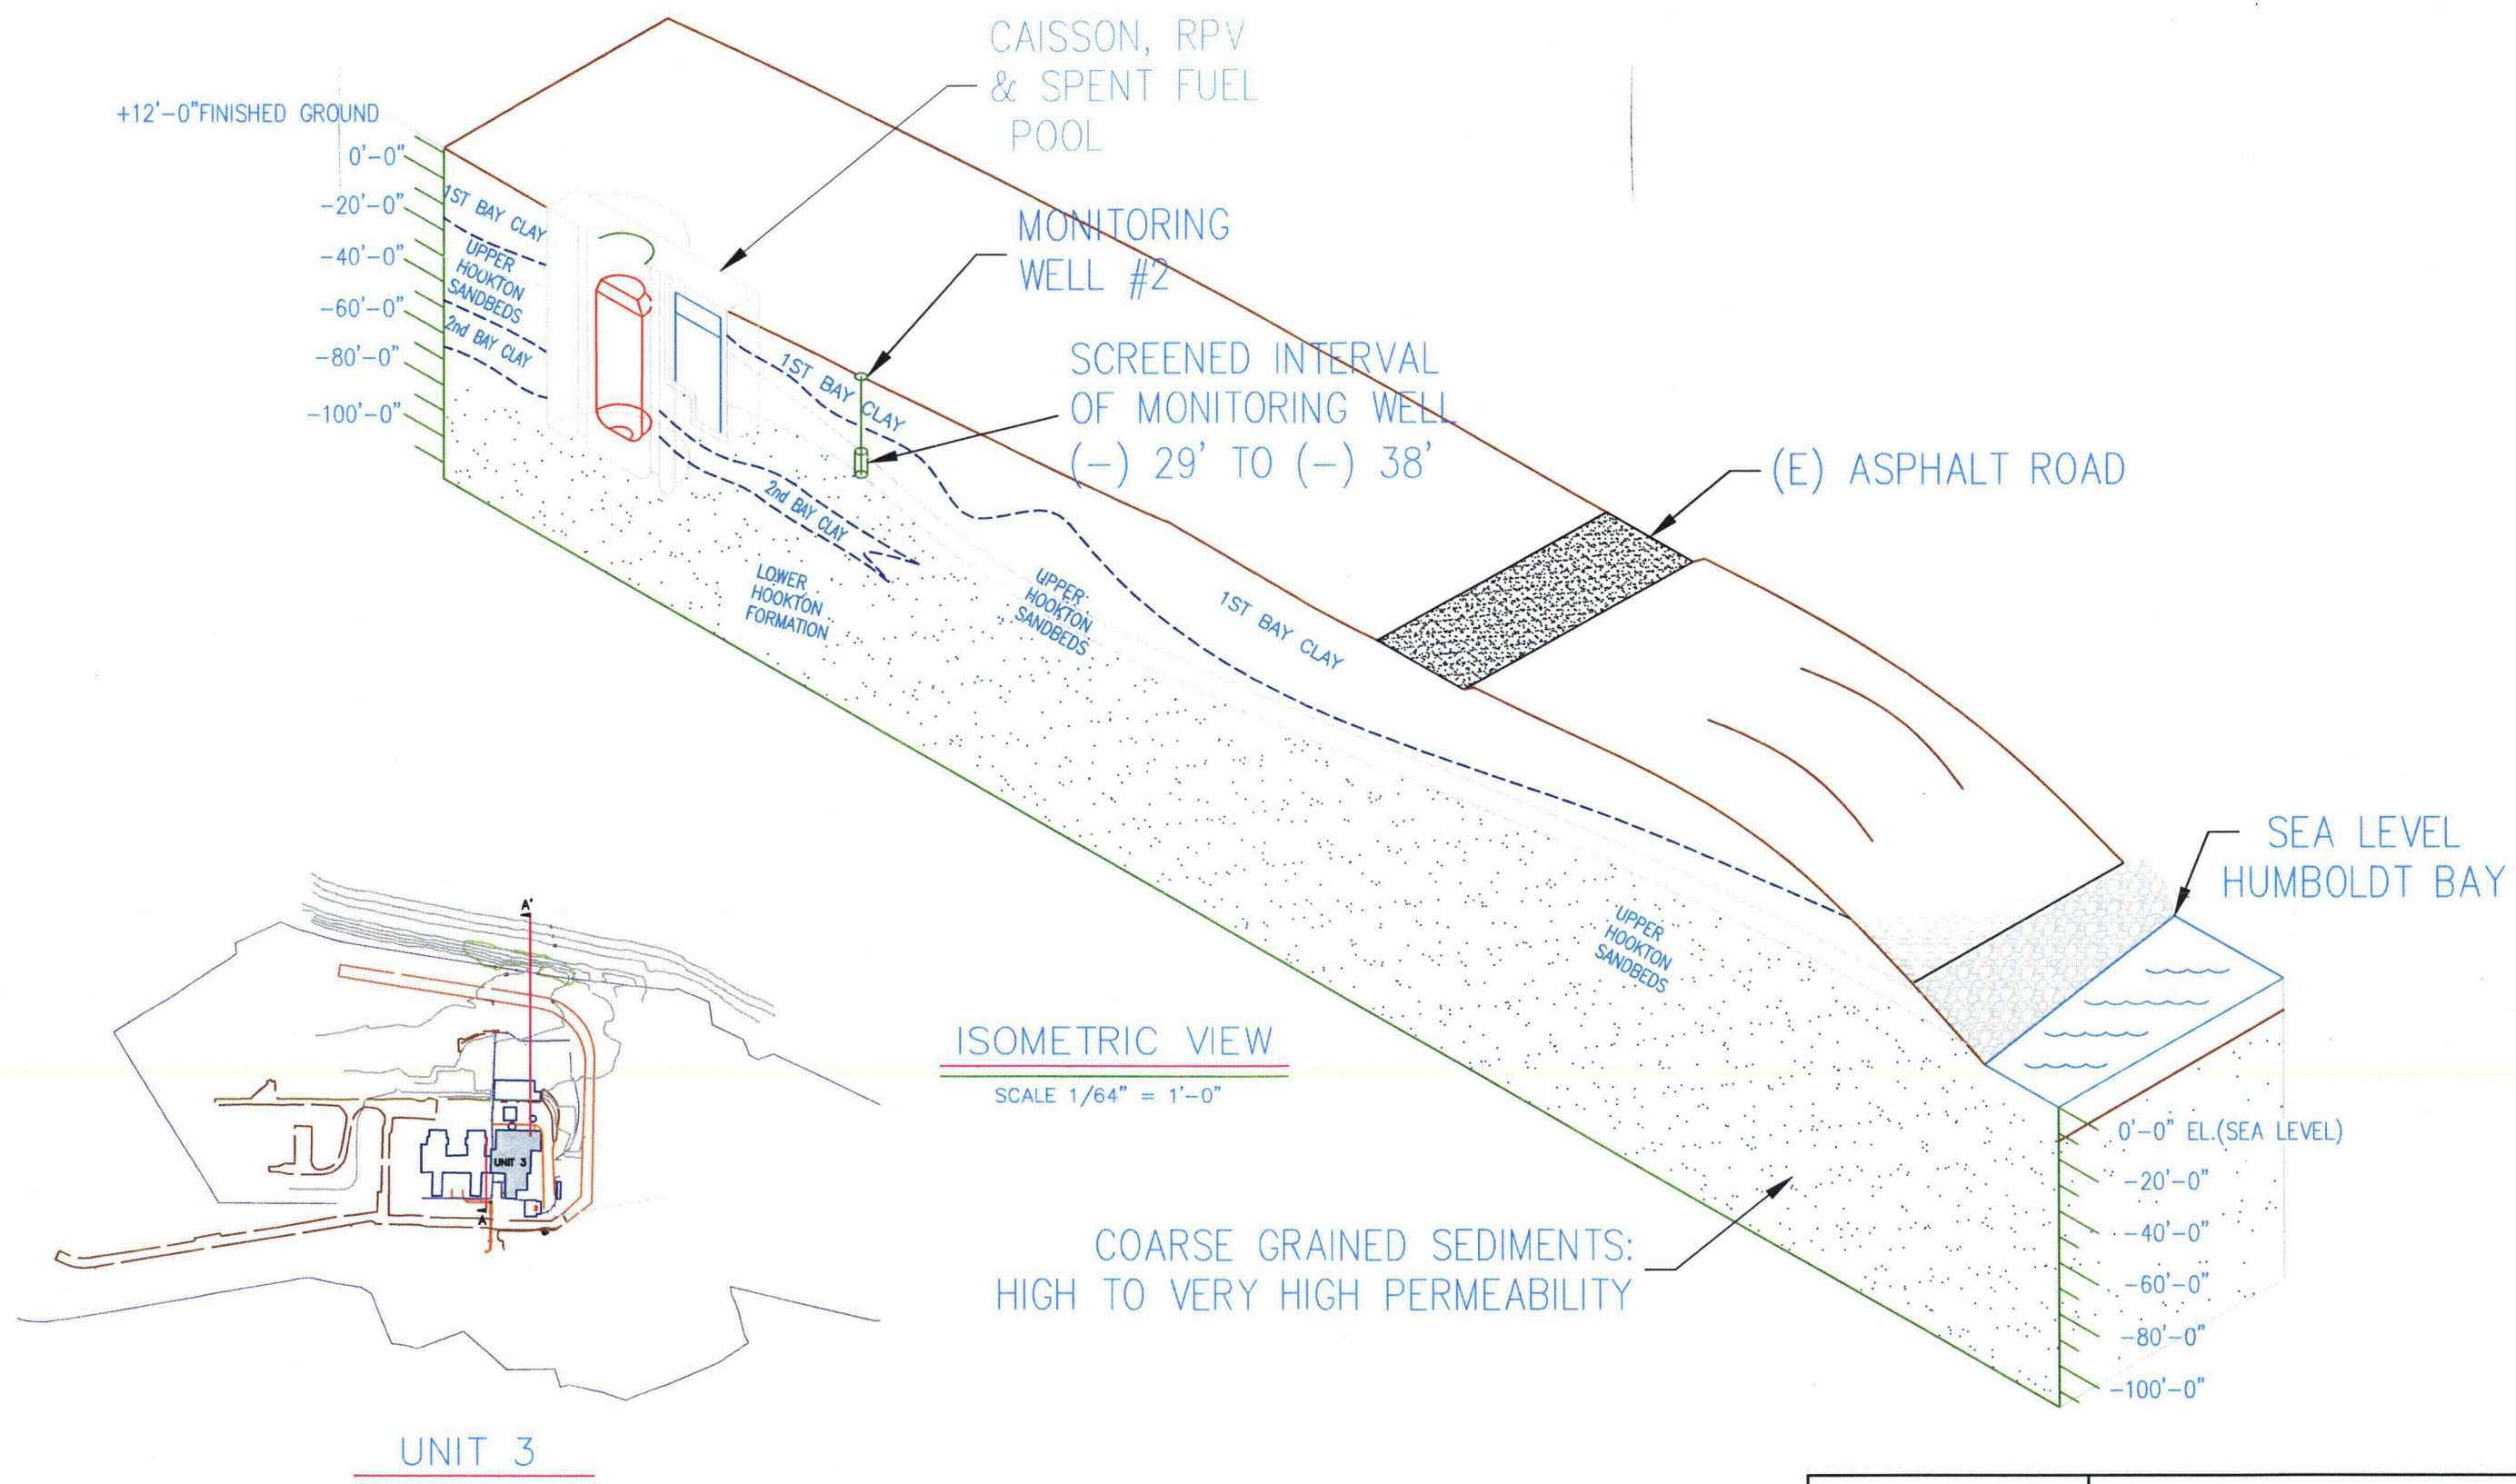 CAISSON, RPV
& SPENT FUEL
POOL
+12'-0"FINISHED GROUND
0'-0"
-20'-0"
-40'-0"
-60'-0"
-80'-0"
-100'-0"
1ST BAY CLAY
UPPER
HOOKTON
SANDBEDS
2nd BAY CLAY
MONITORING
WELL #2
SCREENED INTERVAL
OF MONITORING WELL
(-) 29' TO (-) 38'
1ST BAY CLAY
2nd BAY CLAY
(E) ASPHALT ROAD
LOWER
HOOKTON
FORMATION
UPPER
HOOKTON
SANDBEDS
1ST BAY CLAY
SEA LEVEL
HUMBOLDT BAY
UPPER
HOOKTON
SANDBEDS
ISOMETRIC VIEW
SCALE 1/64" = 1'-0"
0'-0" EL.(SEA LEVEL)
-20'-0"
-40'-0"
-60'-0"
-80'-0"
-100'-0"
COARSE GRAINED SEDIMENTS:
HIGH TO VERY HIGH PERMEABILITY
A'
UNIT 3
A
UNIT 3